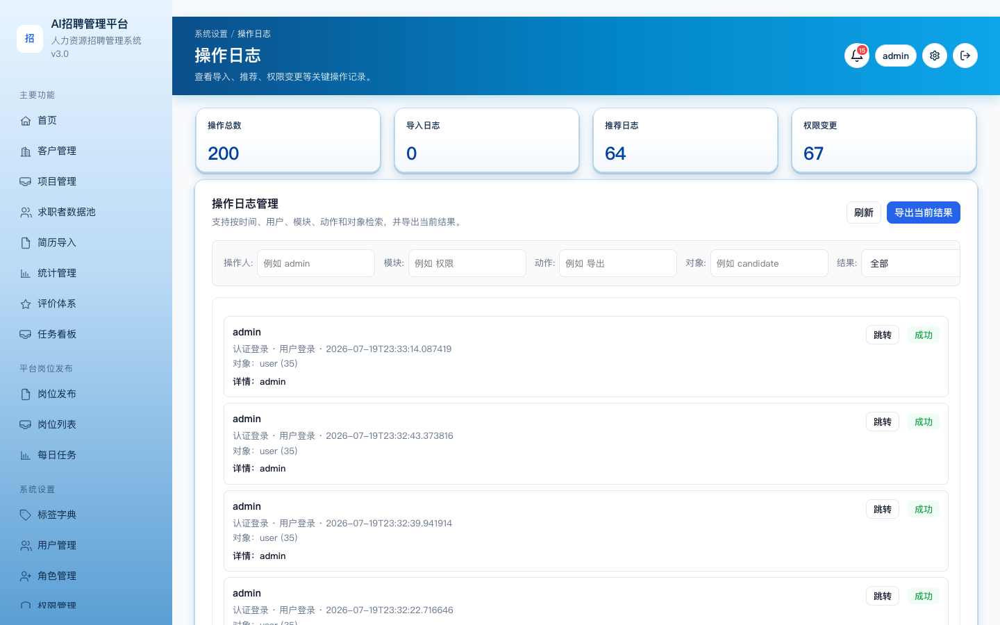 招
AI招聘管理平台
人力资源招聘管理系统
v3.0
主要功能
首页
客户管理
项目管理
求职者数据池
简历导入
统计管理
评价体系
任务看板
平台岗位发布
岗位发布
岗位列表
每日任务
系统设置
标签字典
用户管理
角色管理
权限管理
系统设置 / 操作日志
操作日志
查看导入、推荐、权限变更等关键操作记录。
15
admin
操作总数
200
导入日志
0
推荐日志
64
权限变更
67
操作日志管理
支持按时间、用户、模块、动作和对象检索，并导出当前结果。
刷新
导出当前结果
操作人: 例如 admin 模块: 例如 权限 动作: 例如 导出 对象: 例如 candidate 结果: 全部
admin
认证登录 · 用户登录 · 2026-07-19T23:33:14.087419
对象：user (35)
详情：admin
跳转 成功
admin
认证登录 · 用户登录 · 2026-07-19T23:32:43.373816
对象：user (35)
详情：admin
跳转 成功
admin
认证登录 · 用户登录 · 2026-07-19T23:32:39.941914
对象：user (35)
详情：admin
跳转 成功
admin
认证登录 · 用户登录 · 2026-07-19T23:32:22.716646
对象：user (35)
跳转 成功